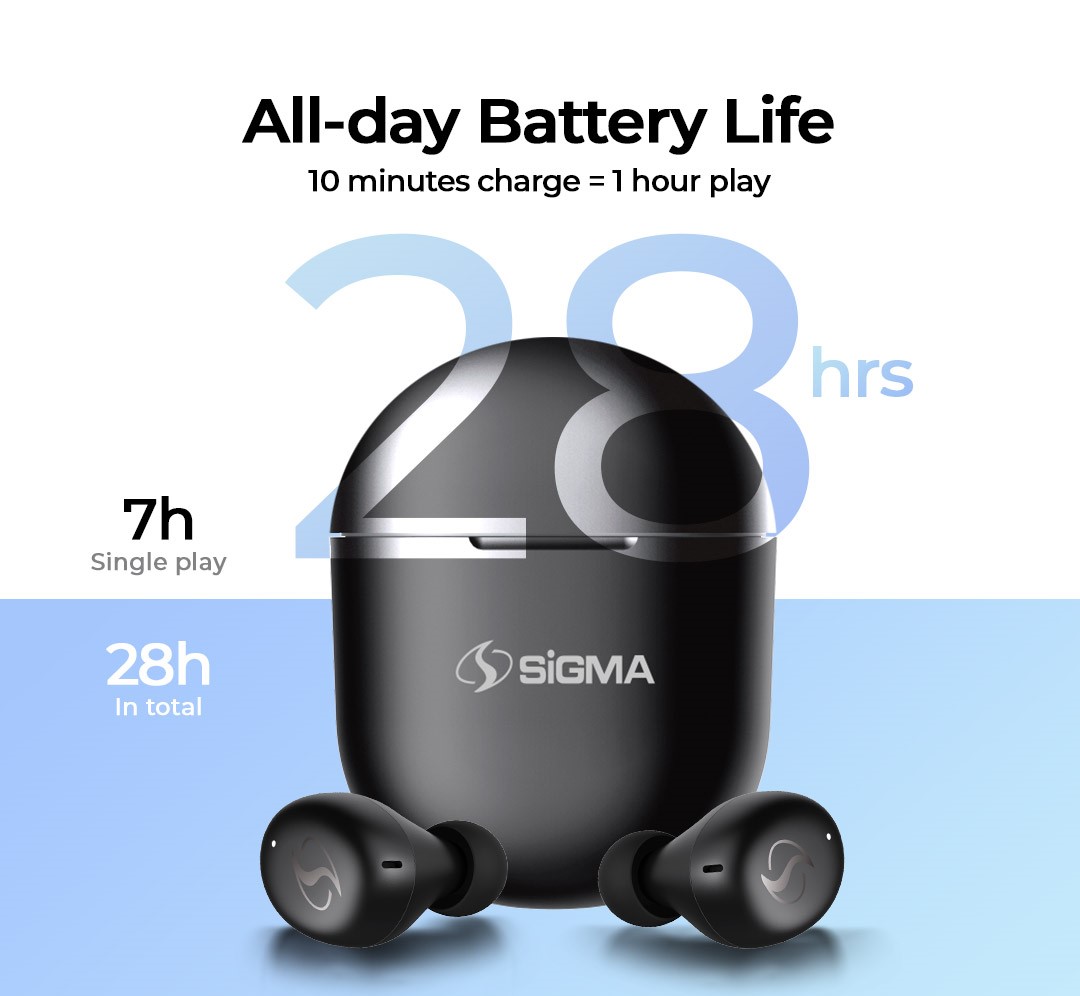 All-day Battery Life
10 minutes charge = 1 hour play
28 hrs
7h
Single play
28h
In total
SiGMA